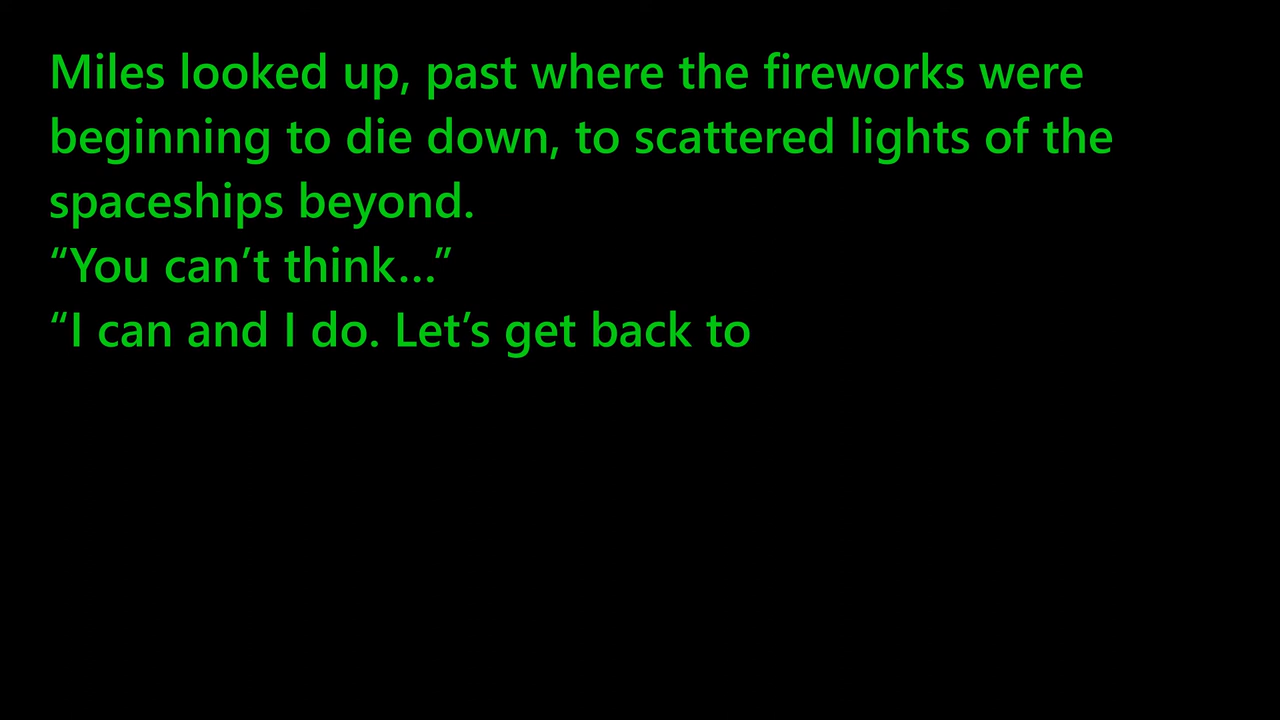 Miles looked up, past where the fireworks were
beginning to die down, to scattered lights of the
spaceships beyond.
“You can’t think…”
“I can and I do. Let’s get back to